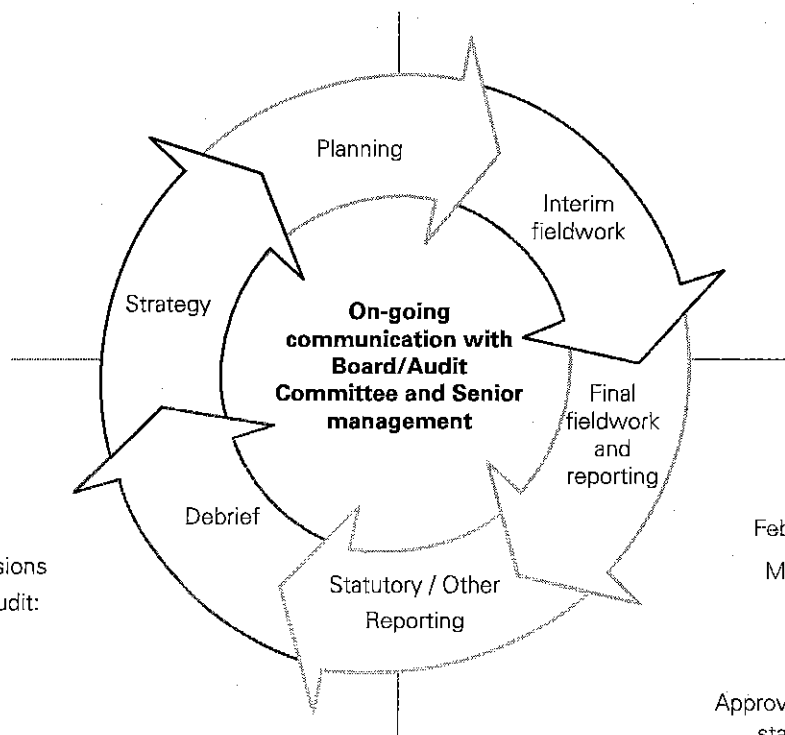 Planning
Interim
fieldwork
Strategy
On-going
communication with
Board/Audit
Committee and Senior
management
Final
fieldwork
and
reporting
Debrief
Statutory / Other
Reporting
Feb
M